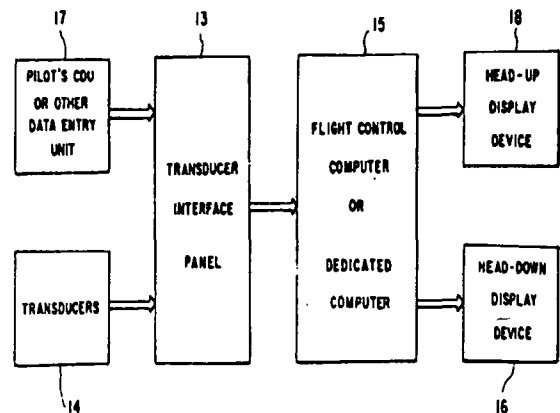 17
13
15
18
PILOT'S CDU
OR OTHER
DATA ENTRY
UNIT
TRANSDUCER
INTERFACE
PANEL
FLIGHT CONTROL
COMPUTER
OR
DEDICATED
COMPUTER
HEAD-UP
DISPLAY
DEVICE
TRANSDUCERS
HEAD-DOWN
DISPLAY
DEVICE
14
16